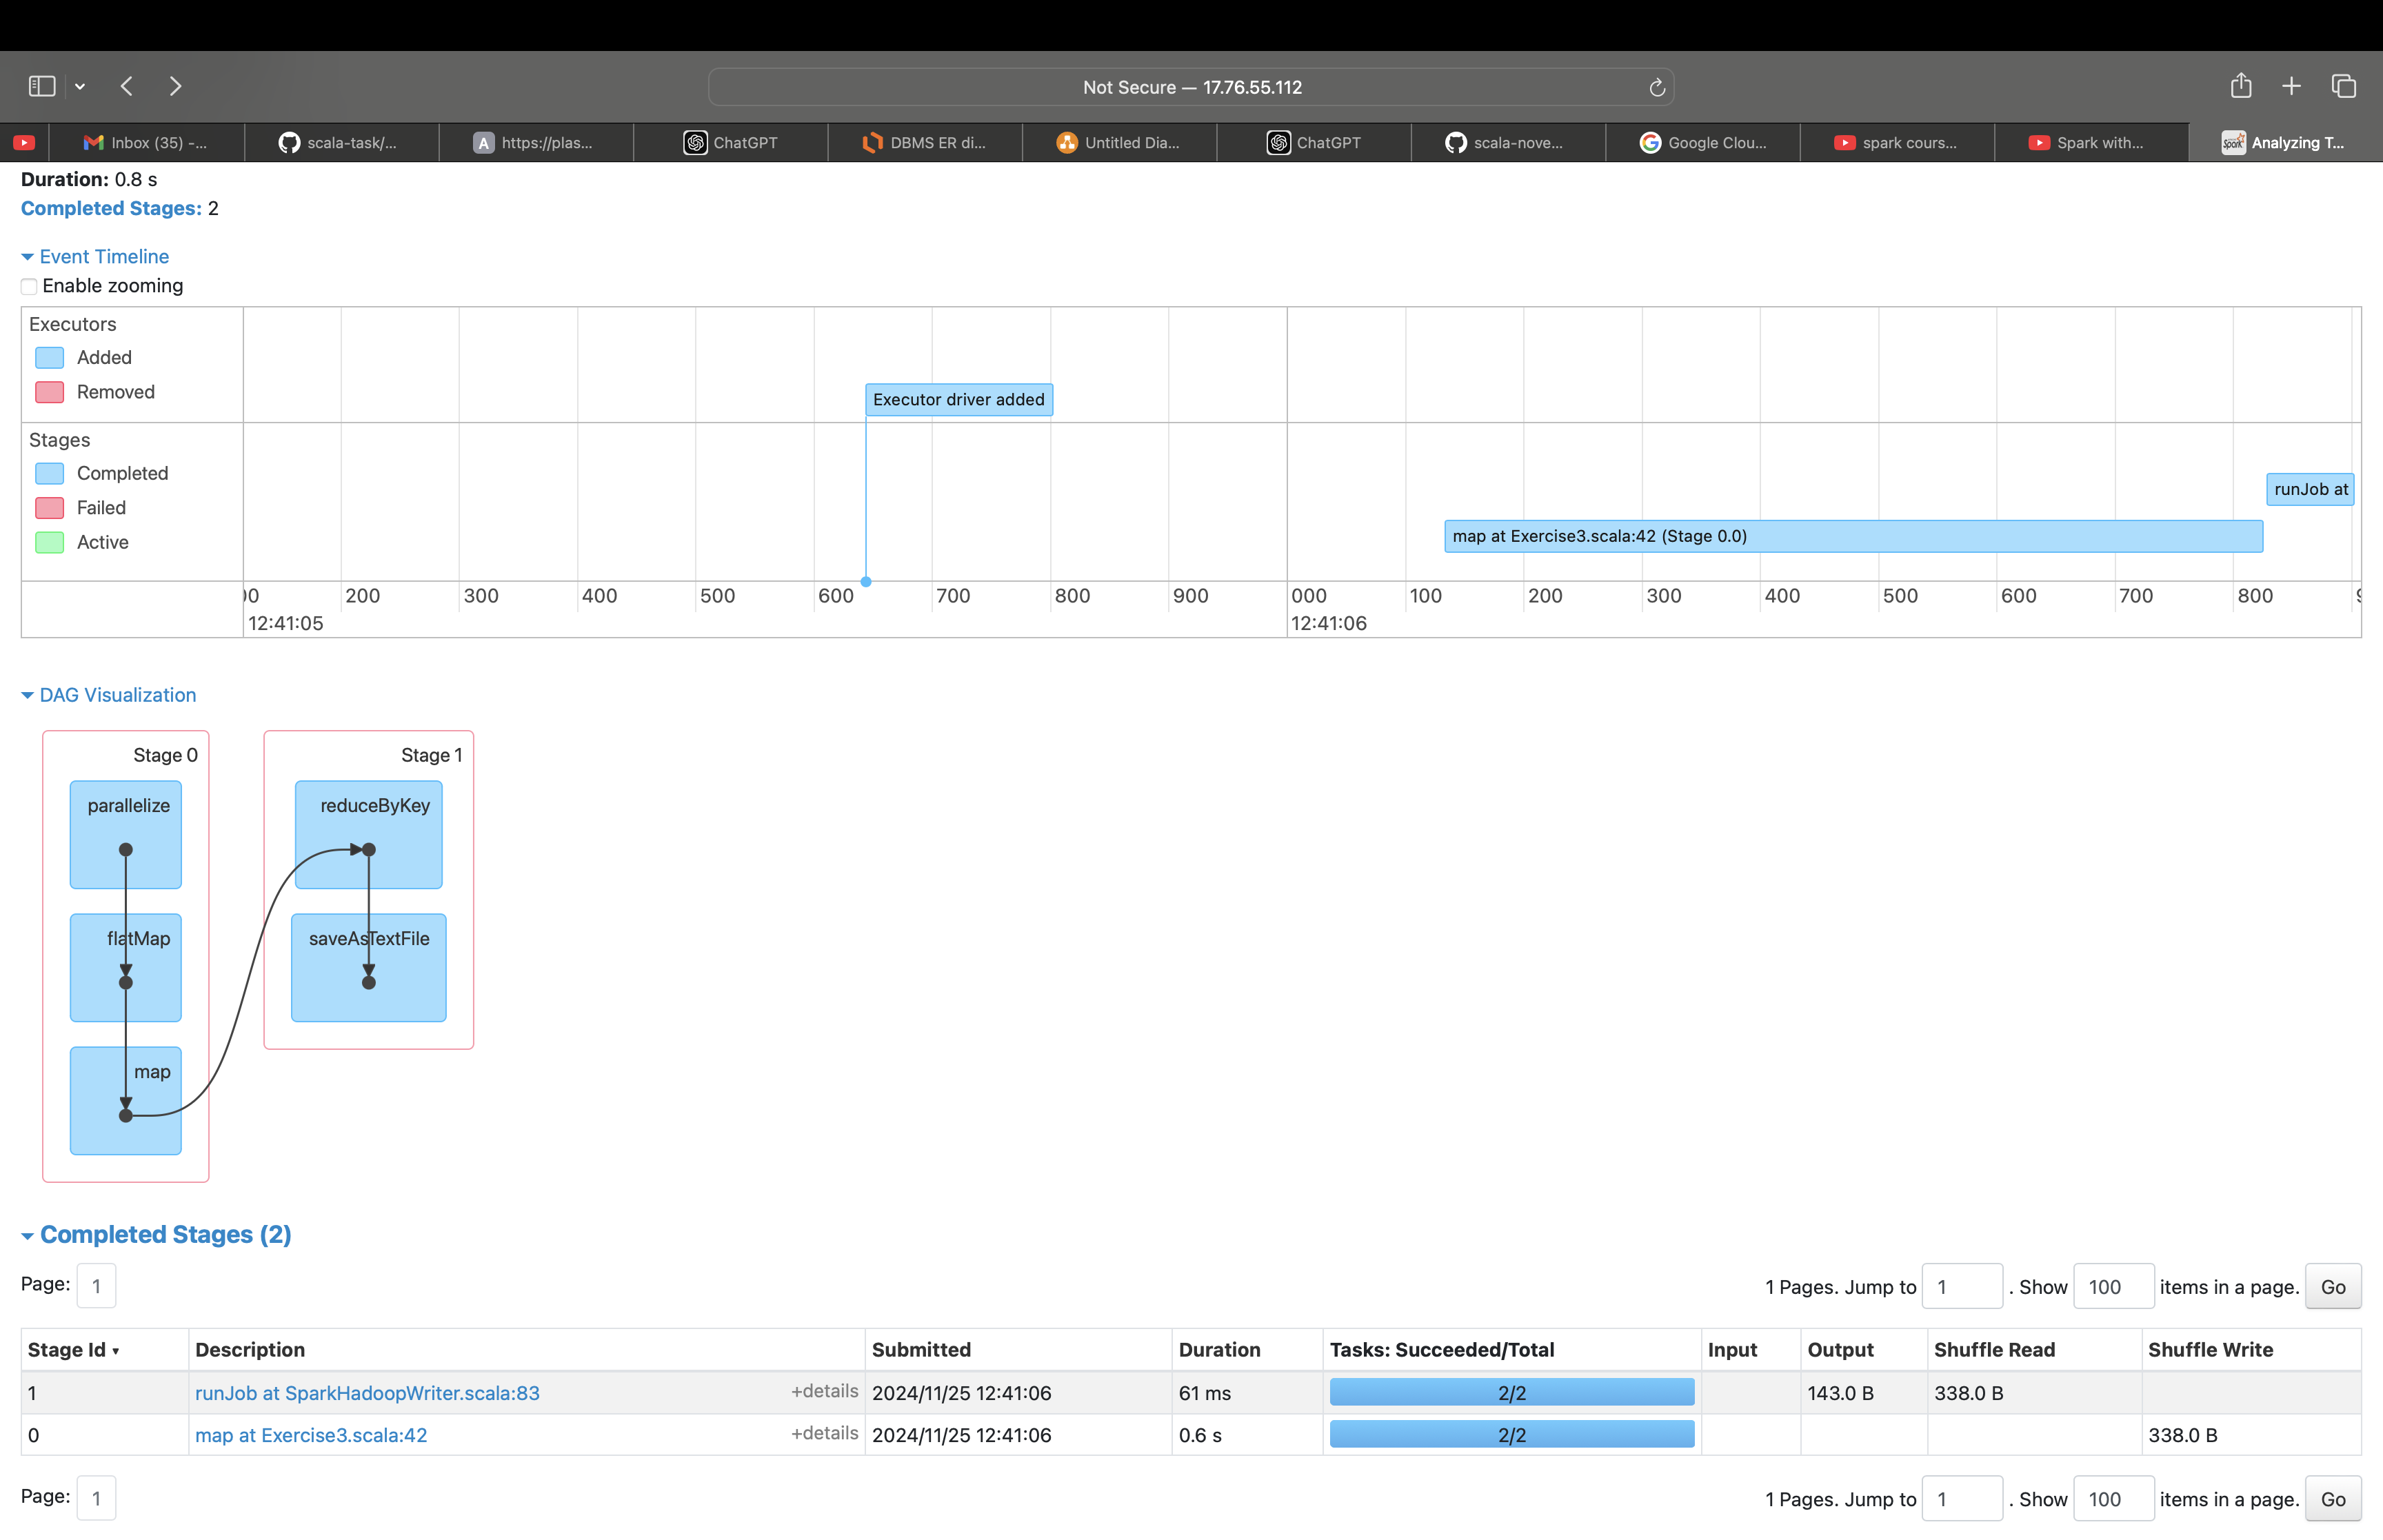 Not Secure — 17.76.55.112
Inbox (35) -...
scala-task/...
https://plas...
ChatGPT
DBMS ER di...
Untitled Dia...
ChatGPT
scala-nove...
Google Clou...
spark cours...
Spark with...
Analyzing T...
Duration: 0.8 s
Completed Stages: 2
Event Timeline
Enable zooming
Executors
Added
Removed
Executor driver added
Stages
Completed
Failed
Active
runJob at
map at Exercise3.scala:42 (Stage 0.0)
00 200 300 400 500 600 700 800 900 000 100 200 300 400 500 600 700 800
12:41:05 12:41:06
DAG Visualization
Stage 0
parallelize
flatMap
map
Stage 1
reduceByKey
saveAsTextFile
Completed Stages (2)
Page: 1
1 Pages. Jump to 1 . Show 100 items in a page. Go
Stage Id ▾ Description Submitted Duration Tasks: Succeeded/Total Input Output Shuffle Read Shuffle Write
1 runJob at SparkHadoopWriter.scala:83 +details 2024/11/25 12:41:06 61 ms 2/2 143.0 B 338.0 B
0 map at Exercise3.scala:42 +details 2024/11/25 12:41:06 0.6 s 2/2 338.0 B
Page: 1
1 Pages. Jump to 1 . Show 100 items in a page. Go